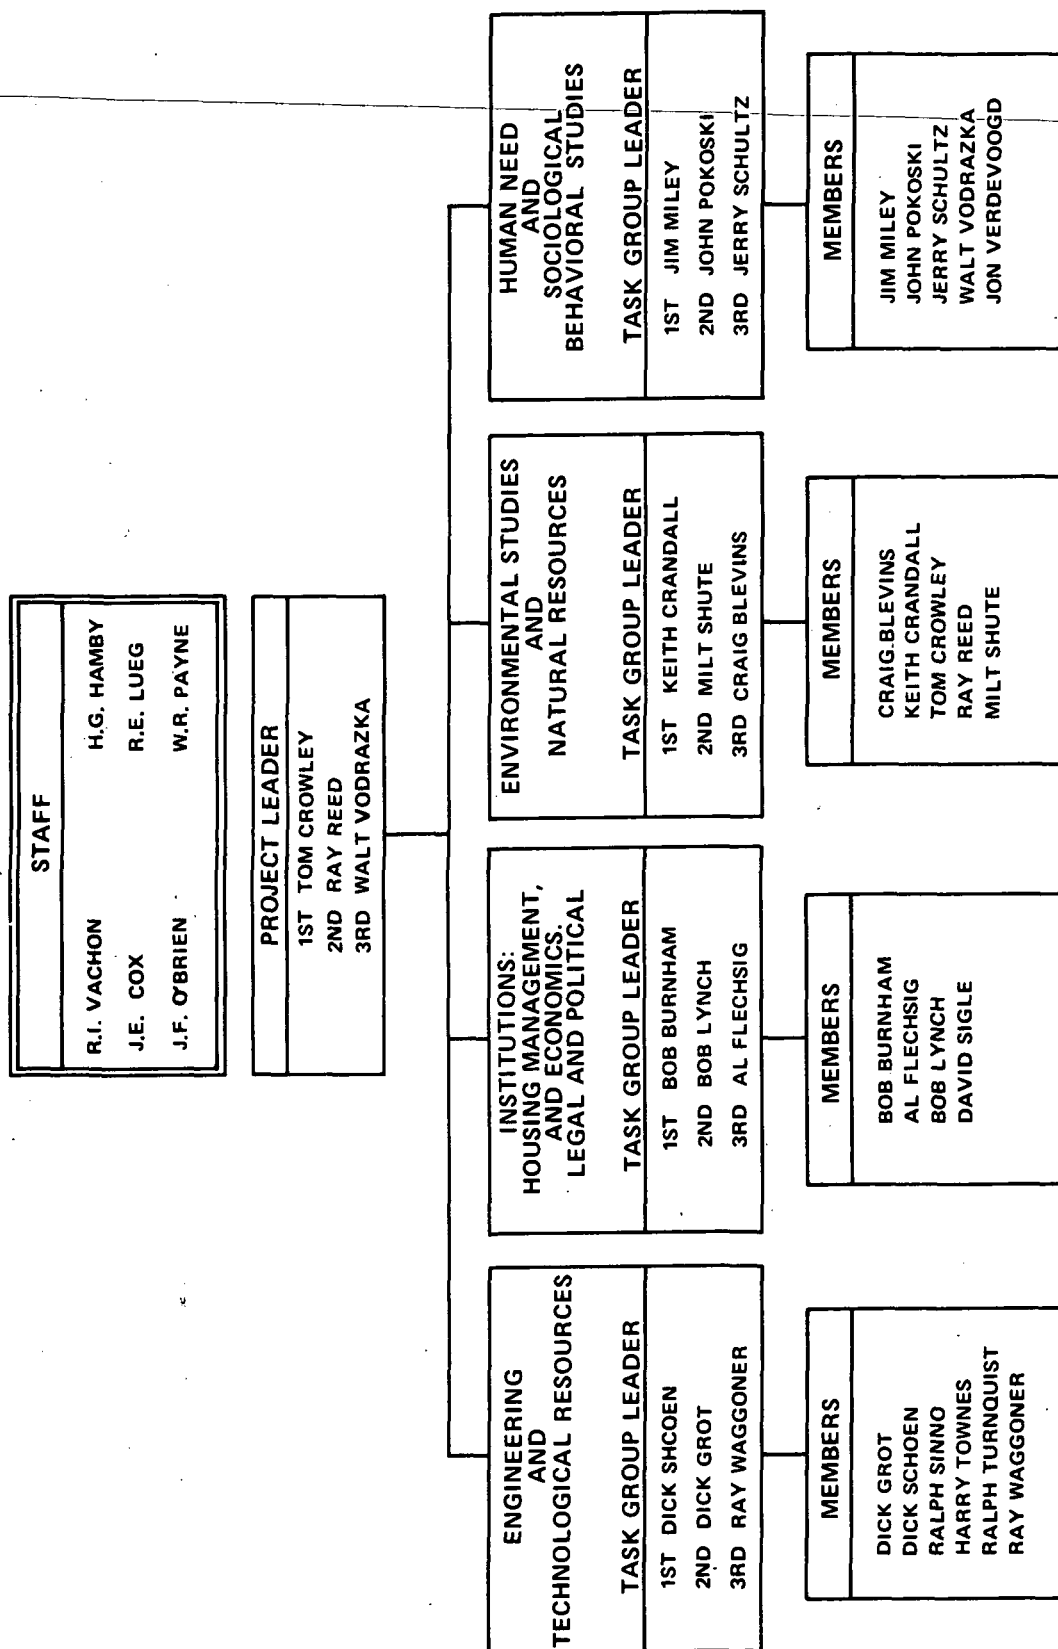 STAFF
R.I. VACHON H.G. HAMBY
J.E. COX R.E. LUEG
J.F. O'BRIEN W.R. PAYNE
PROJECT LEADER
1ST TOM CROWLEY
2ND RAY REED
3RD WALT VODRAZKA
ENGINEERING
AND
TECHNOLOGICAL RESOURCES
TASK GROUP LEADER
1ST DICK SHCOEN
2ND DICK GROT
3RD RAY WAGGONER
MEMBERS
DICK GROT
DICK SCHOEN
RALPH SINNO
HARRY TOWNES
RALPH TURNQUIST
RAY WAGGONER
INSTITUTIONS:
HOUSING MANAGEMENT,
AND ECONOMICS.
LEGAL AND POLITICAL
TASK GROUP LEADER
1ST BOB BURNHAM
2ND BOB LYNCH
3RD AL FLECHSIG
MEMBERS
BOB BURNHAM
AL FLECHSIG
BOB LYNCH
DAVID SIGLE
ENVIRONMENTAL STUDIES
AND
NATURAL RESOURCES
TASK GROUP LEADER
1ST KEITH CRANDALL
2ND MILT SHUTE
3RD CRAIG BLEVINS
MEMBERS
CRAIG BLEVINS
KEITH CRANDALL
TOM CROWLEY
RAY REED
MILT SHUTE
HUMAN NEED
AND
SOCIOLOGICAL
BEHAVIORAL STUDIES
TASK GROUP LEADER
1ST JIM MILEY
2ND JOHN POKOSKI
3RD JERRY SCHULTZ
MEMBERS
JIM MILEY
JOHN POKOSKI
JERRY SCHULTZ
WALT VODRAZKA
JON VERDEVOOGD